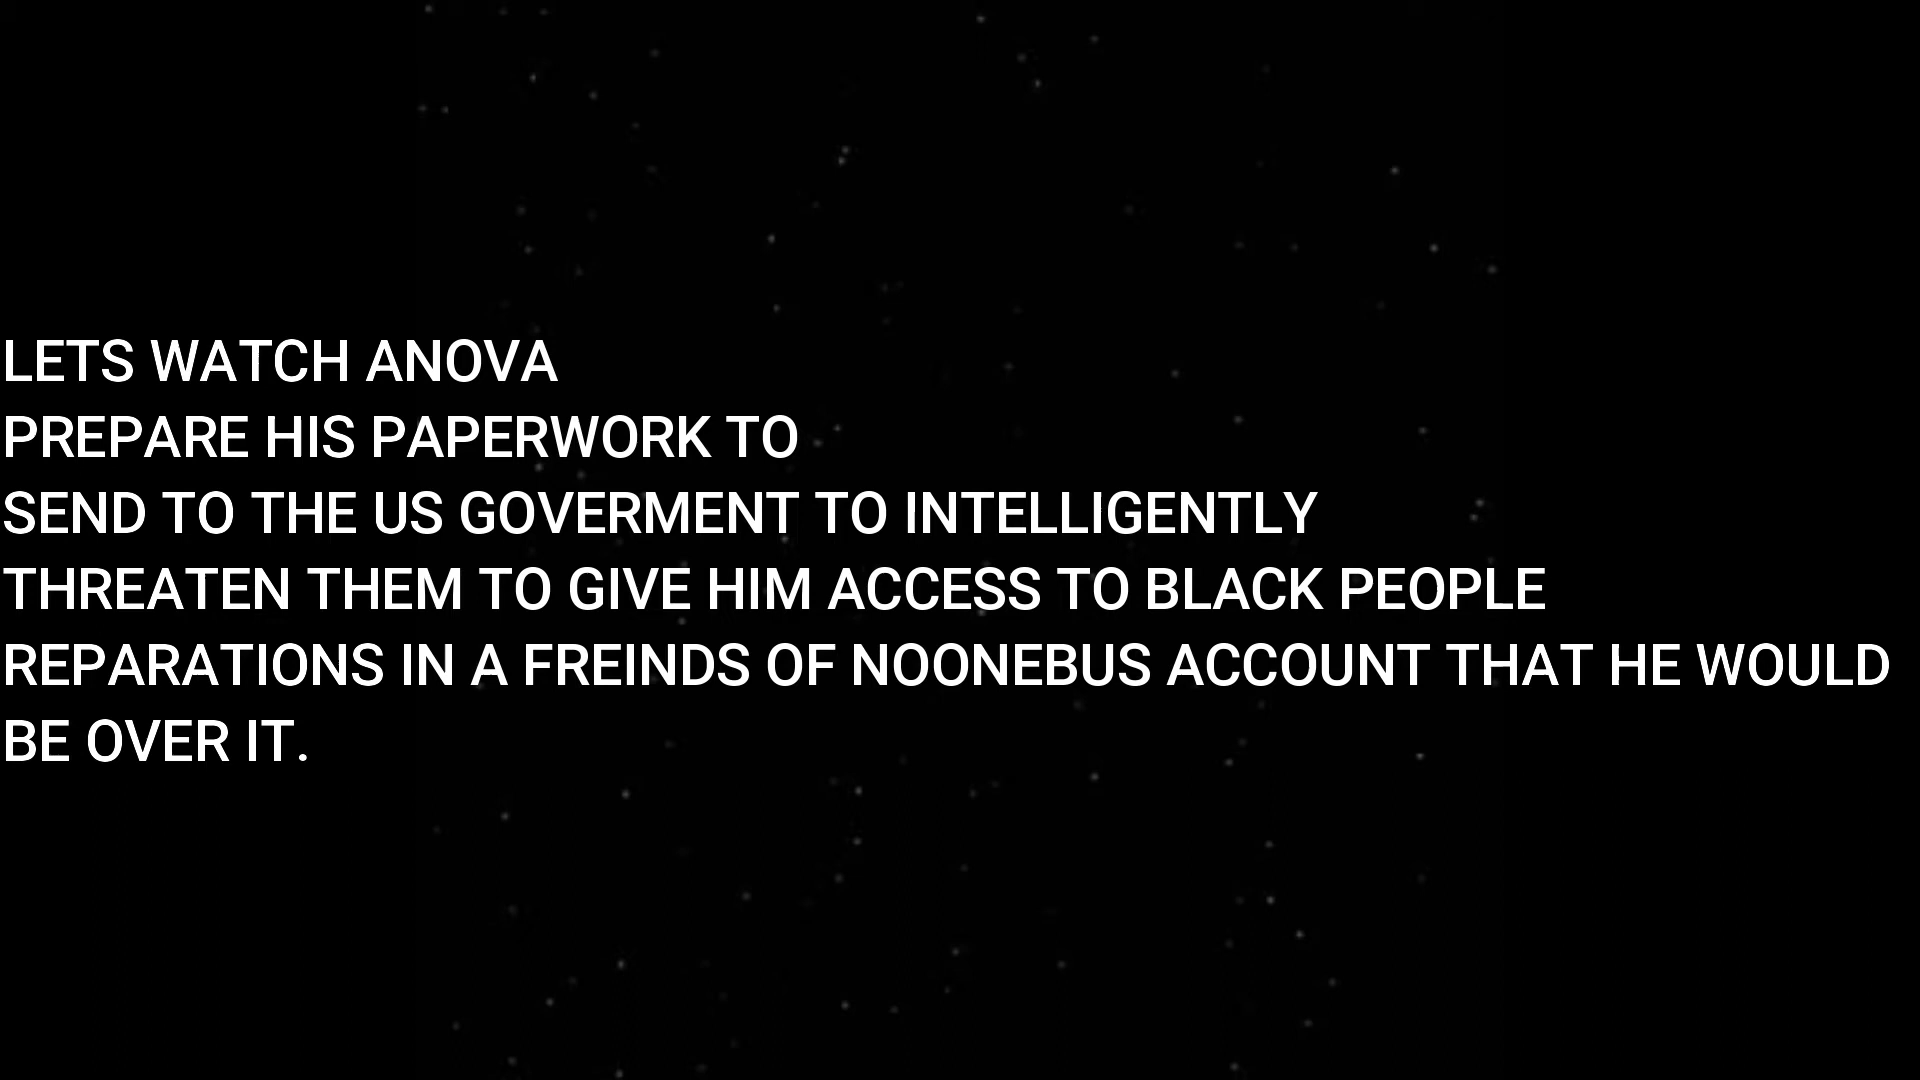 LETS WATCH ANOVA
PREPARE HIS PAPERWORK TO
SEND TO THE US GOVERMENT TO INTELLIGENTLY
THREATEN THEM TO GIVE HIM ACCESS TO BLACK PEOPLE
REPARATIONS IN A FREINDS OF NOONEBUS ACCOUNT THAT HE WOULD
BE OVER IT.